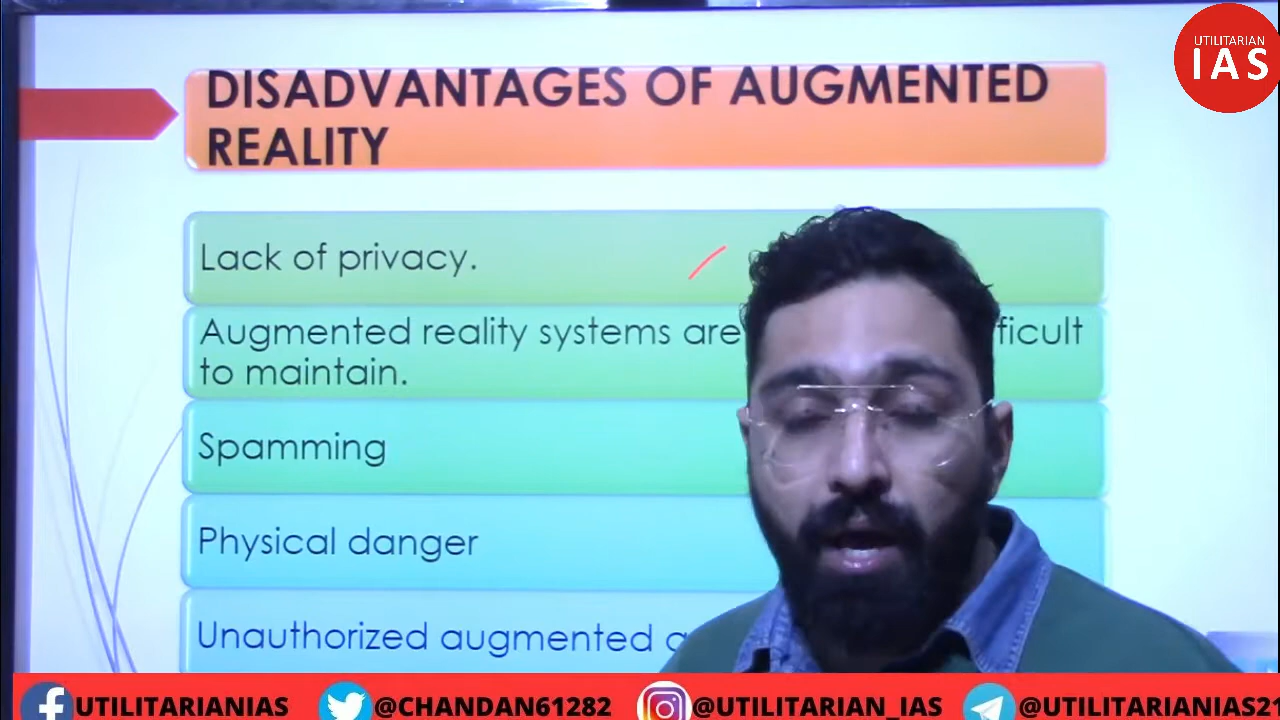 UTILITARIAN
IAS
DISADVANTAGES OF AUGMENTED
REALITY
Lack of privacy.
Augmented reality systems are
to maintain.
Spamming
Physical danger
Unauthorized augmented
UTILITARIANIAS
@CHANDAN61282
@UTILITARIAN_IAS
@UTILITARIANIAS21